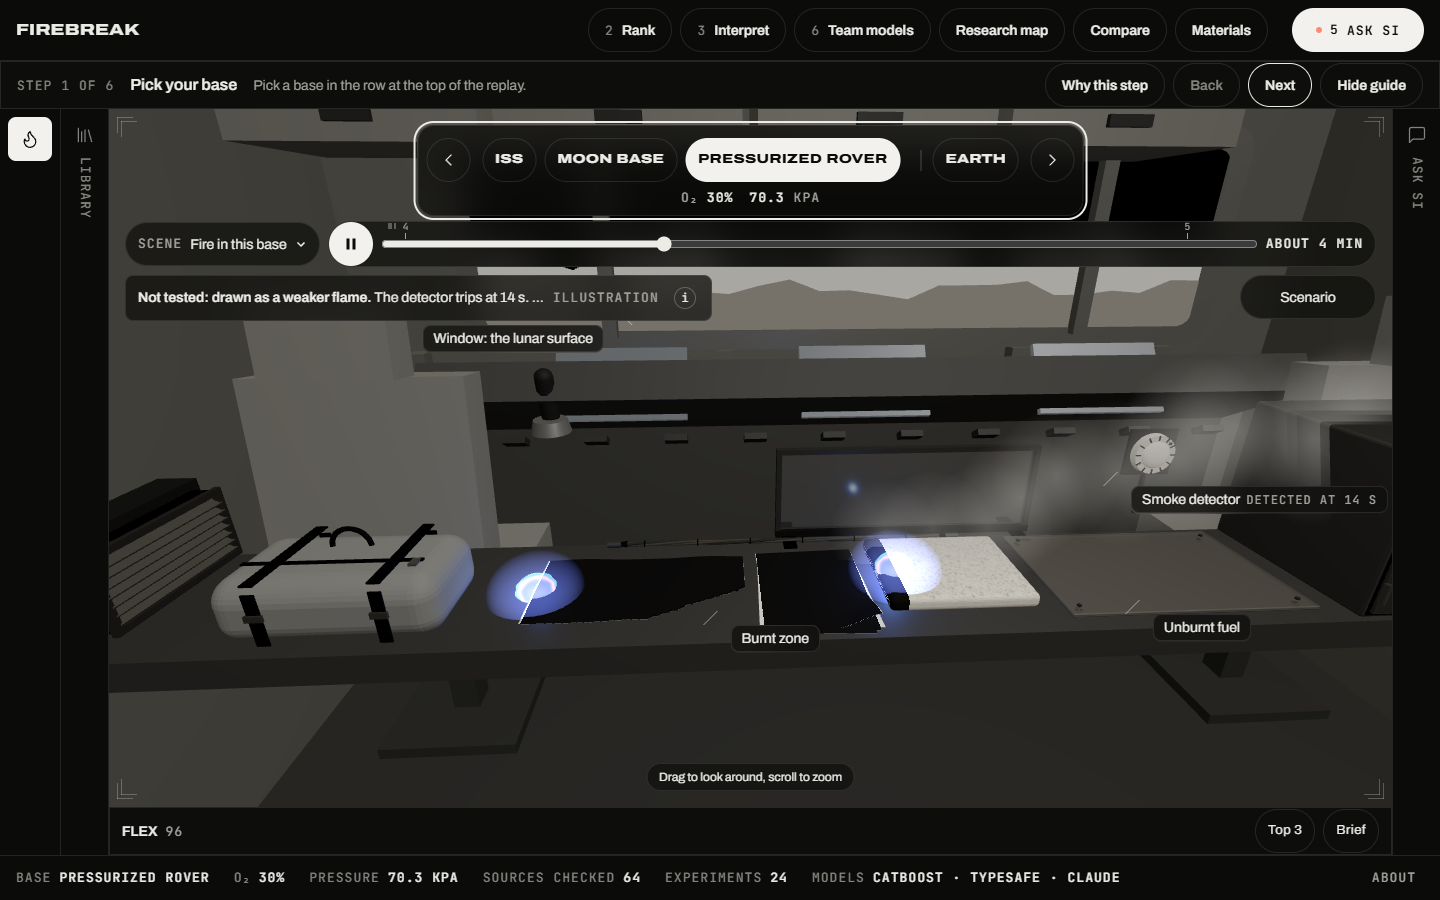 FIREBREAK
2 Rank
3 Interpret
6 Team models
Research map
Compare
Materials
5 ASK SI
STEP 1 OF 6 Pick your base Pick a base in the row at the top of the replay.
Why this step
Back
Next
Hide guide
LIBRARY
ASK SI
ISS
MOON BASE
PRESSURIZED ROVER
EARTH
O₂ 30% 70.3 KPA
SCENE Fire in this base
4
5
ABOUT 4 MIN
Not tested: drawn as a weaker flame. The detector trips at 14 s. ... ILLUSTRATION i
Scenario
Window: the lunar surface
Smoke detector DETECTED AT 14 S
Burnt zone
Unburnt fuel
Drag to look around, scroll to zoom
FLEX 96
Top 3
Brief
BASE PRESSURIZED ROVER O₂ 30% PRESSURE 70.3 KPA SOURCES CHECKED 64 EXPERIMENTS 24 MODELS CATBOOST · TYPESAFE · CLAUDE ABOUT